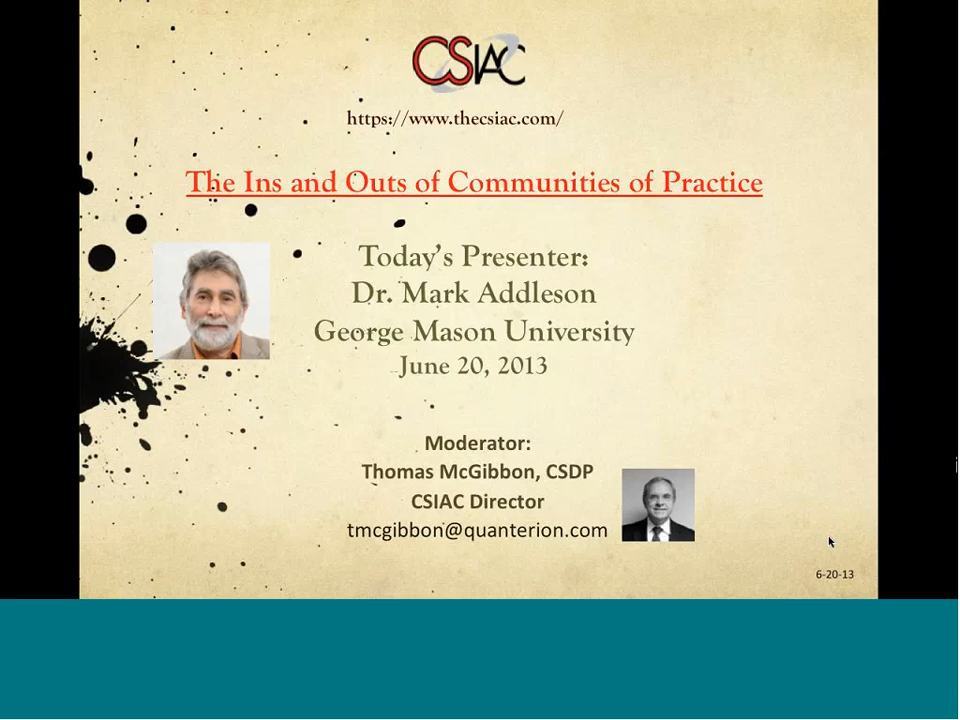 CSIAC
https://www.thecsiac.com/
The Ins and Outs of Communities of Practice
Today's Presenter:
Dr. Mark Addleson
George Mason University
June 20, 2013
Moderator:
Thomas McGibbon, CSDP
CSIAC Director
tmcgibbon@quanterion.com
6-20-13